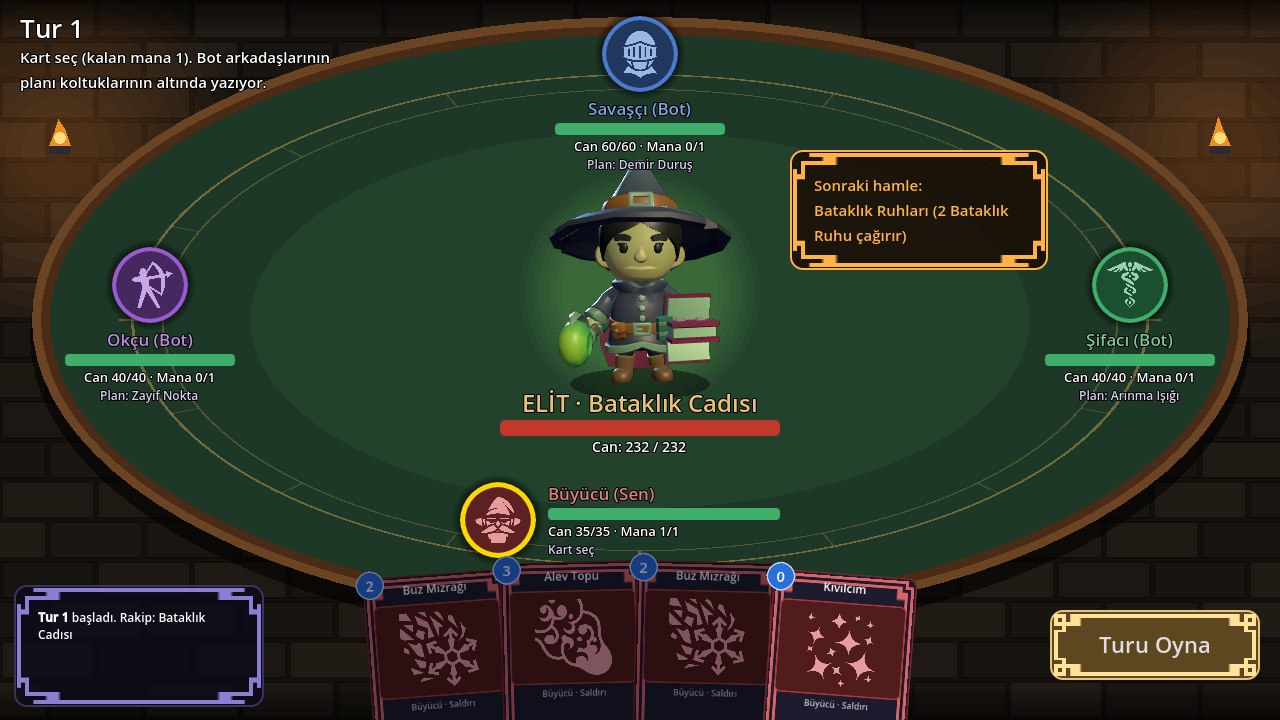 Tur 1
Kart seç (kalan mana 1). Bot arkadaşlarının
planı koltuklarının altında yazıyor.
Savaşçı (Bot)
Can 60/60 · Mana 0/1
Plan: Demir Duruş
Sonraki hamle:
Bataklık Ruhları (2 Bataklık
Ruhu çağırır)
Okçu (Bot)
Can 40/40 · Mana 0/1
Plan: Zayıf Nokta
Şifacı (Bot)
Can 40/40 · Mana 0/1
Plan: Arınma Işığı
ELİT · Bataklık Cadısı
Can: 232 / 232
Büyücü (Sen)
Can 35/35 · Mana 1/1
Kart seç
2
Buz Mızrağı
Büyücü · Saldırı
3
Alev Topu
Büyücü · Saldırı
2
Buz Mızrağı
Büyücü · Saldırı
0
Kıvılcım
Büyücü · Saldırı
Tur 1 başladı. Rakip: Bataklık
Cadısı
Turu Oyna